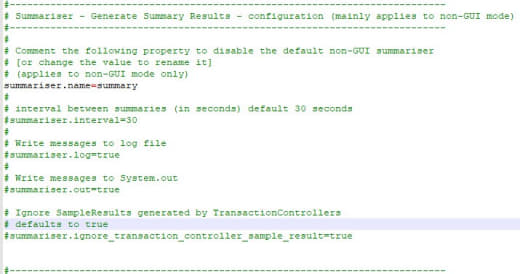 #---------------------------------------------------------------------------
# Summariser - Generate Summary Results - configuration (mainly applies to non-GUI mode)
#---------------------------------------------------------------------------
#
# Comment the following property to disable the default non-GUI summariser
# [or change the value to rename it]
# (applies to non-GUI mode only)
summariser.name=summary
#
# interval between summaries (in seconds) default 30 seconds
#summariser.interval=30
#
# Write messages to log file
#summariser.log=true
#
# Write messages to System.out
#summariser.out=true

# Ignore SampleResults generated by TransactionControllers
# defaults to true
#summariser.ignore_transaction_controller_sample_result=true

#---------------------------------------------------------------------------